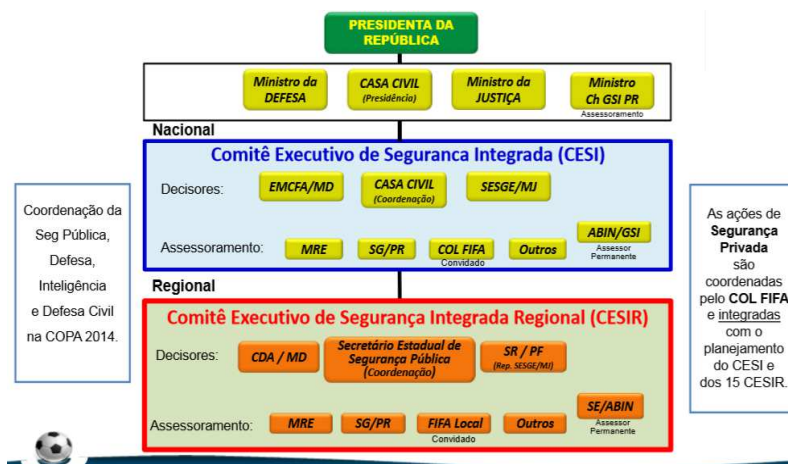 PRESIDENTA DA
REPÚBLICA
Ministro da
DEFESA
CASA CIVIL
(Presidência)
Ministro da
JUSTIÇA
Ministro
Ch GSI PR
Assessoramento
Nacional
Comitê Executivo de Seguranca Integrada (CESI)
Decisores:
EMCFA/MD
CASA CIVIL
(Coordenação)
SESGE/MJ
Assessoramento:
MRE
SG/PR
COL FIFA
Convidado
Outros
ABIN/GSI
Assessor
Permanente
Regional
Comitê Executivo de Segurança Integrada Regional (CESIR)
Decisores:
CDA / MD
Secretário Estadual de
Segurança Pública
(Coordenação)
SR / PF
(Rep. SESGE/MJ)
Assessoramento:
MRE
SG/PR
FIFA Local
Convidado
Outros
SE/ABIN
Assessor
Permanente
Coordenação da
Seg Pública,
Defesa,
Inteligência
e Defesa Civil
na COPA 2014.
As ações de
Segurança
Privada
são
coordenadas
pelo COL FIFA
e integradas
com o
planejamento
do CESI e
dos 15 CESIR.